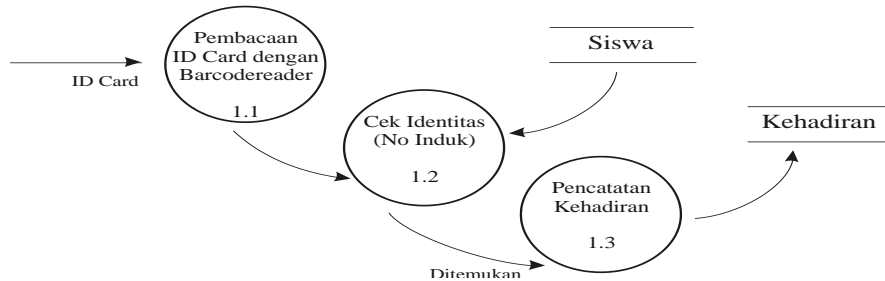 Pembacaan
ID Card dengan
Barcodereader
1.1
ID Card
Siswa
Cek Identitas
(No Induk)
1.2
Kehadiran
Pencatatan
Kehadiran
1.3
Ditemukan